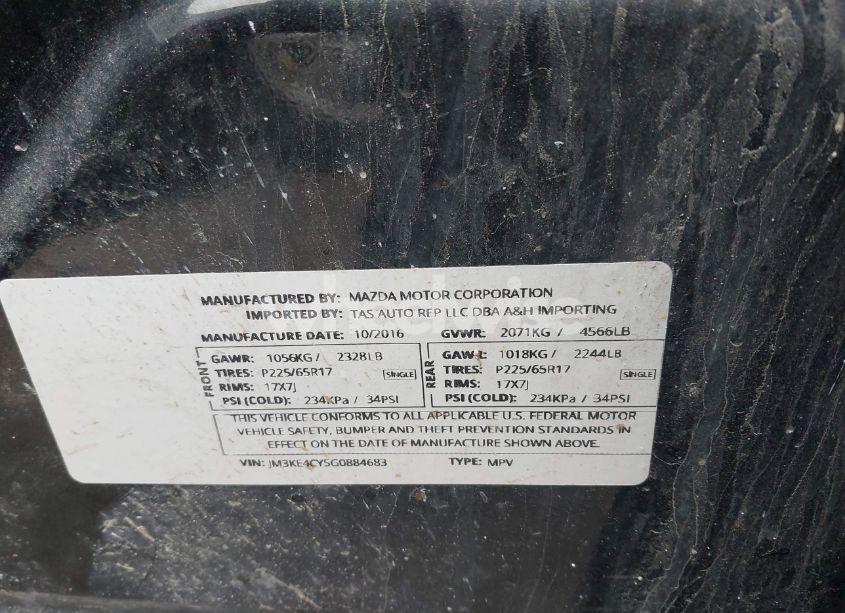 MANUFACTURED BY: MAZDA MOTOR CORPORATION
IMPORTED BY: TAS AUTO REP LLC DBA A&H IMPORTING
MANUFACTURE DATE: 10/2016 GVWR: 2071KG / 4566LB
FRONT
GAWR: 1056KG / 2328LB
TIRES: P225/65R17 SINGLE
RIMS: 17X7J
PSI (COLD): 234KPa / 34PSI
REAR
GAWR: 1018KG / 2244LB
TIRES: P225/65R17 SINGLE
RIMS: 17X7J
PSI (COLD): 234KPa / 34PSI
THIS VEHICLE CONFORMS TO ALL APPLICABLE U.S. FEDERAL MOTOR
VEHICLE SAFETY, BUMPER AND THEFT PREVENTION STANDARDS IN
EFFECT ON THE DATE OF MANUFACTURE SHOWN ABOVE.
VIN: JM3KE4CY5G0884683 TYPE: MPV